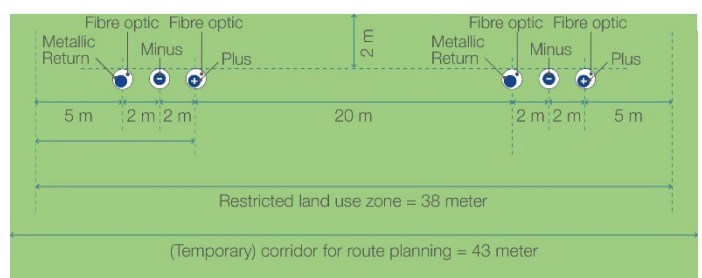 Fibre optic Fibre optic
Metallic
Return
Minus
Plus
-
+
2 m
Fibre optic Fibre optic
Metallic
Return
Minus
Plus
-
+
5 m
2 m
2 m
20 m
2 m
2 m
5 m
Restricted land use zone = 38 meter
(Temporary) corridor for route planning = 43 meter